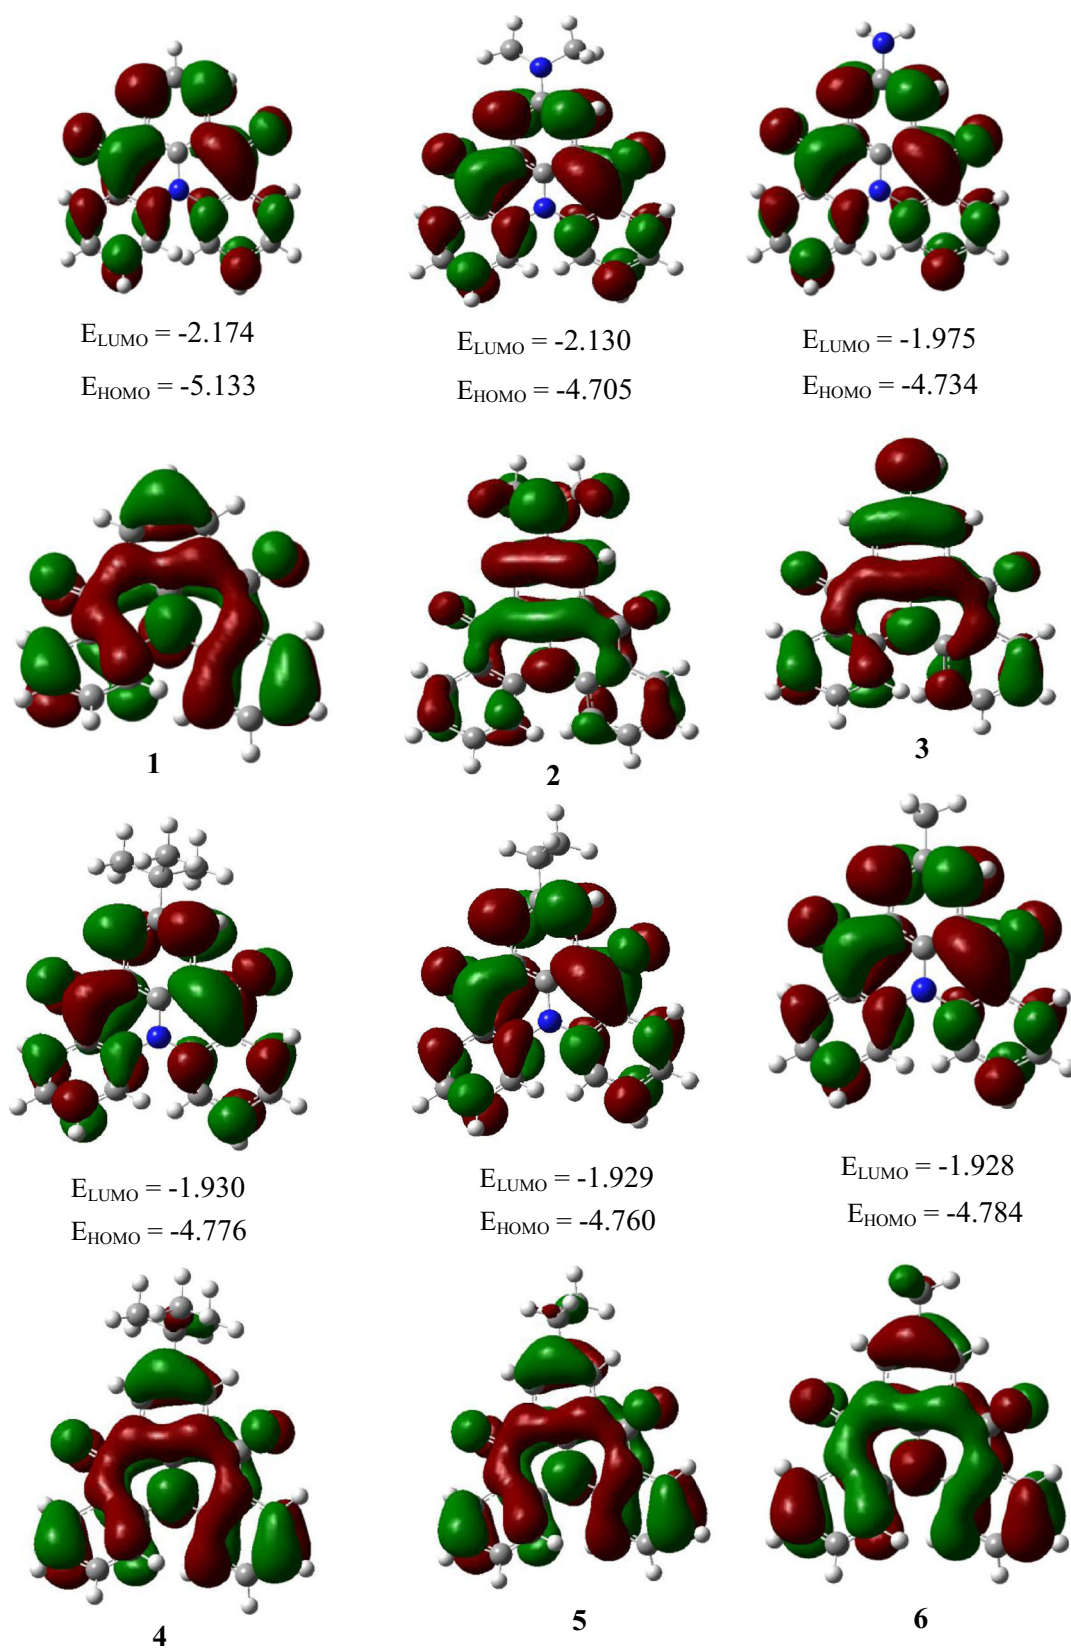 E_LUMO = -2.174
E_HOMO = -5.133
E_LUMO = -2.130
E_HOMO = -4.705
E_LUMO = -1.975
E_HOMO = -4.734
1
2
3
E_LUMO = -1.930
E_HOMO = -4.776
E_LUMO = -1.929
E_HOMO = -4.760
E_LUMO = -1.928
E_HOMO = -4.784
4
5
6